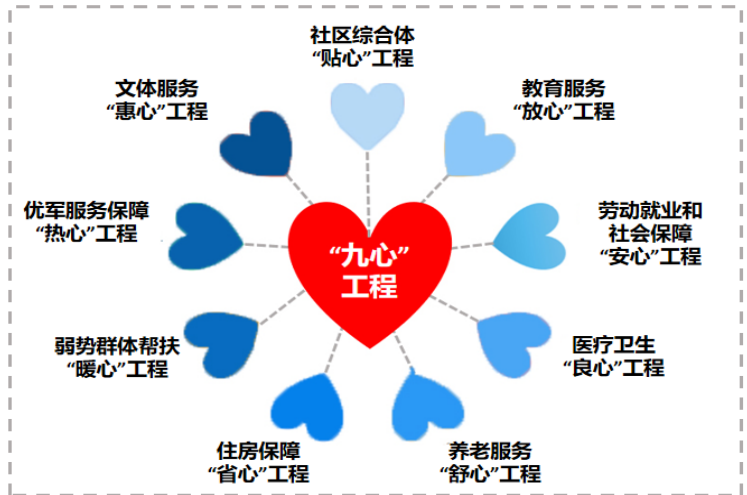 社区综合体
“贴心”工程
文体服务
“惠心”工程
教育服务
“放心”工程
优军服务保障
“热心”工程
劳动就业和
社会保障
“安心”工程
“九心”
工程
弱势群体帮扶
“暖心”工程
医疗卫生
“良心”工程
住房保障
“省心”工程
养老服务
“舒心”工程